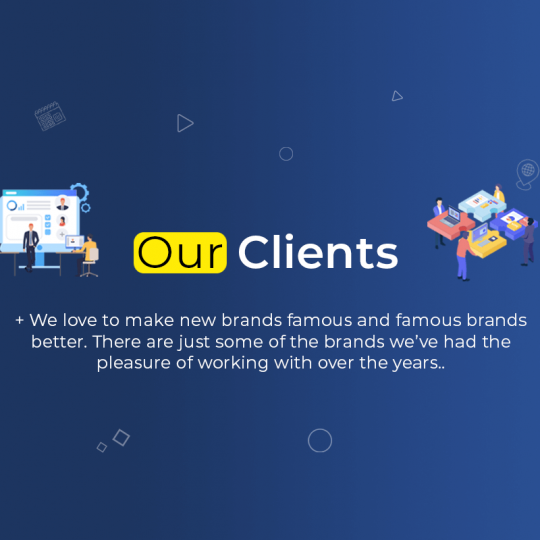 Our Clients
+ We love to make new brands famous and famous brands
better. There are just some of the brands we've had the
pleasure of working with over the years..